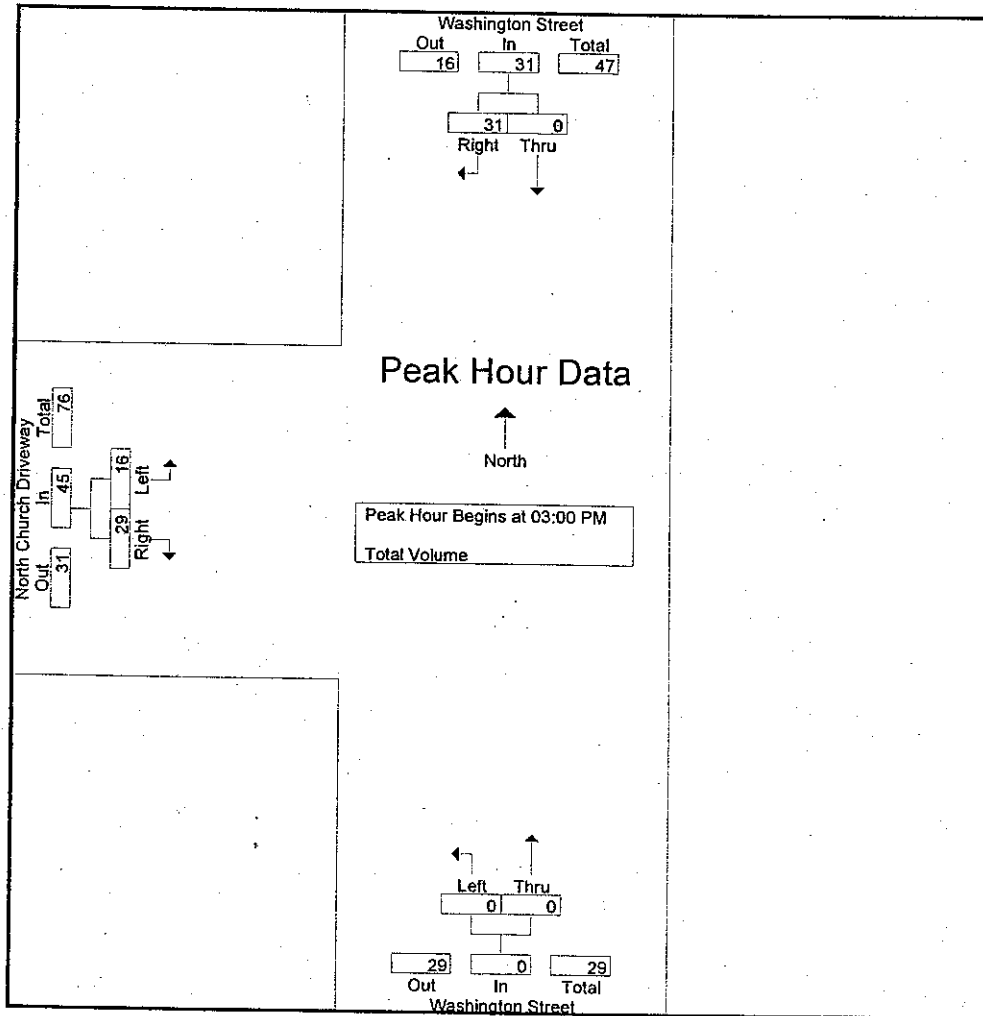 Washington Street
Out In Total
16 31 47
31 0
Right Thru
Peak Hour Data
North
Peak Hour Begins at 03:00 PM
Total Volume
North Church Driveway
Out In Total
31 45 76
29 16
Right Left
Left Thru
0 0
29 0 29
Out In Total
Washington Street